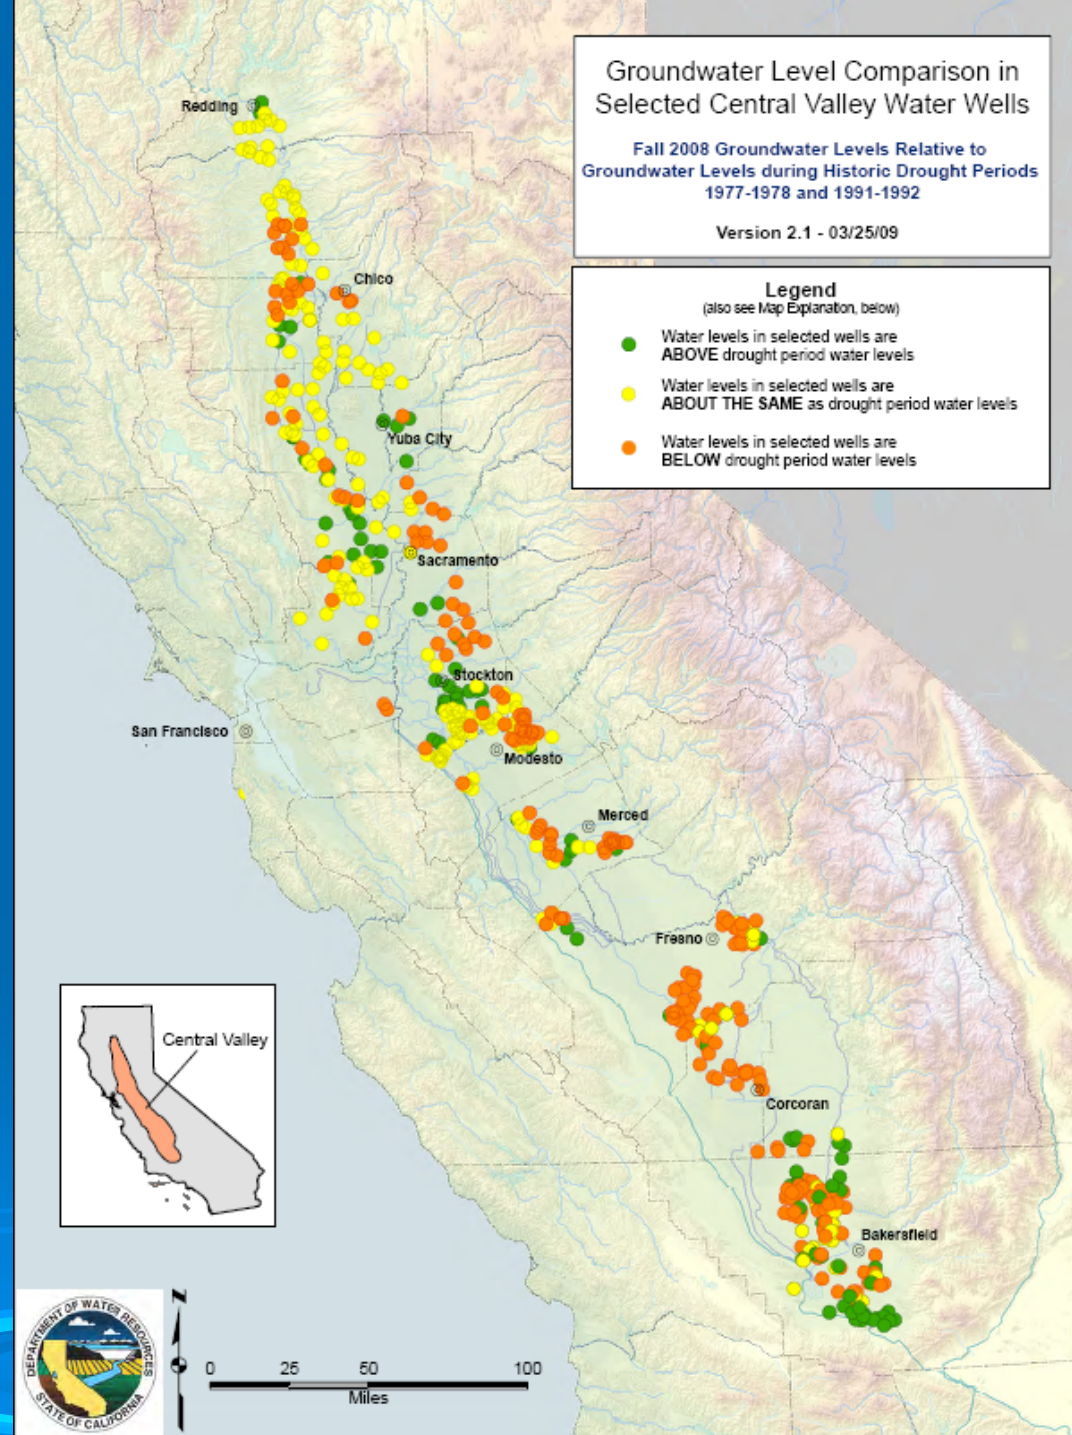 Groundwater Level Comparison in
Selected Central Valley Water Wells
Fall 2008 Groundwater Levels Relative to
Groundwater Levels during Historic Drought Periods
1977-1978 and 1991-1992
Version 2.1 - 03/25/09
Legend
(also see Map Explanation, below)
Water levels in selected wells are
ABOVE drought period water levels
Water levels in selected wells are
ABOUT THE SAME as drought period water levels
Water levels in selected wells are
BELOW drought period water levels
Redding
Chico
Yuba City
Sacramento
Stockton
San Francisco
Modesto
Merced
Fresno
Corcoran
Bakersfield
Central Valley
DEPARTMENT OF WATER RESOURCES
STATE OF CALIFORNIA
N
0 25 50 100
Miles